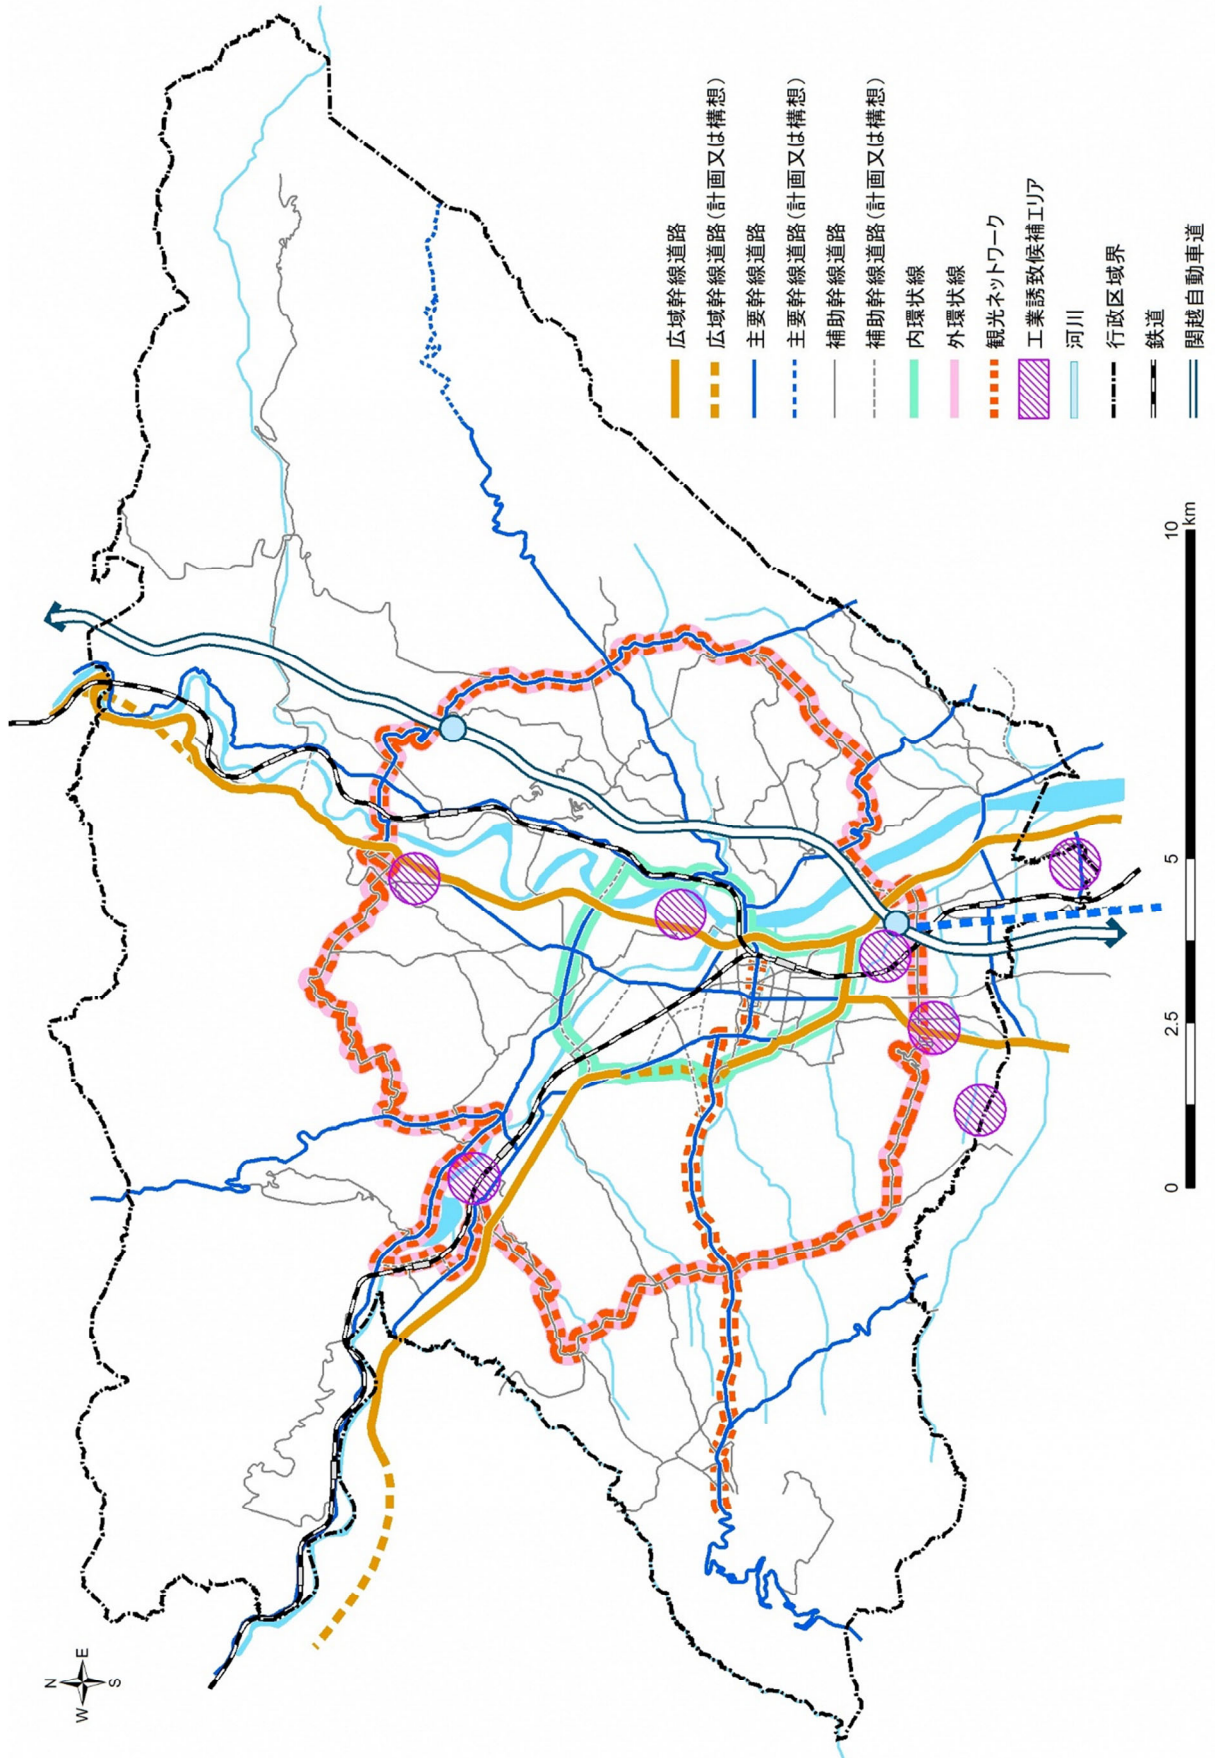 広域幹線道路
広域幹線道路(計画又は構想)
主要幹線道路
主要幹線道路(計画又は構想)
補助幹線道路
補助幹線道路(計画又は構想)
内環状線
外環状線
観光ネットワーク
工業誘致候補エリア
河川
行政区域界
鉄道
関越自動車道
N
W E
S
0 2.5 5 10
km